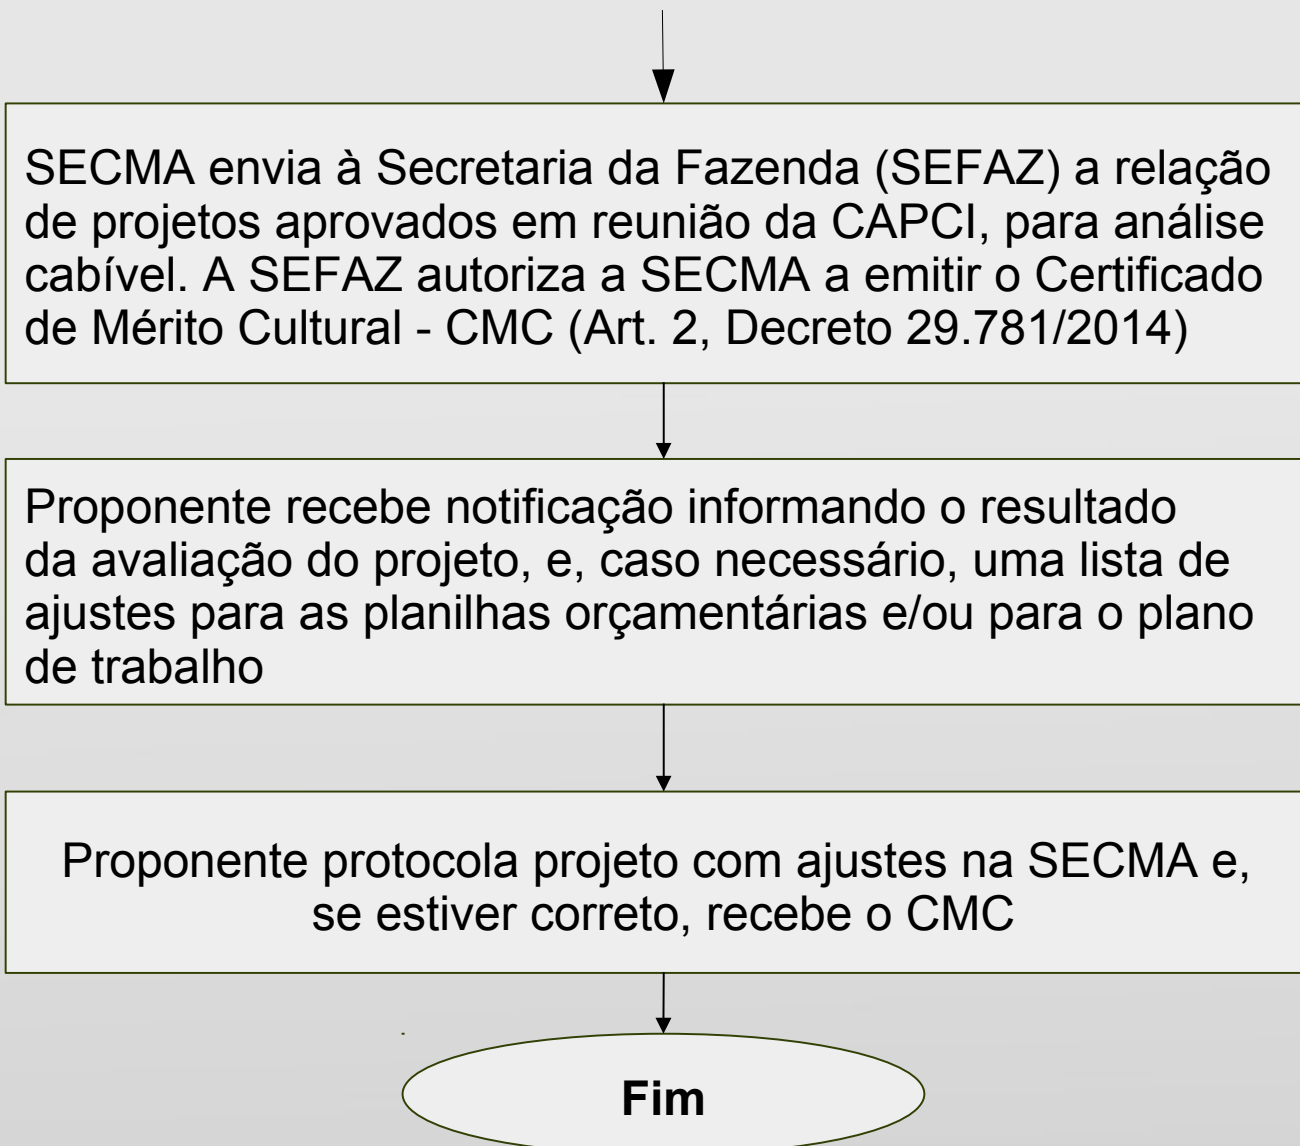 SECMA envia à Secretaria da Fazenda (SEFAZ) a relação
de projetos aprovados em reunião da CAPCI, para análise
cabível. A SEFAZ autoriza a SECMA a emitir o Certificado
de Mérito Cultural - CMC (Art. 2, Decreto 29.781/2014)
Proponente recebe notificação informando o resultado
da avaliação do projeto, e, caso necessário, uma lista de
ajustes para as planilhas orçamentárias e/ou para o plano
de trabalho
Proponente protocola projeto com ajustes na SECMA e,
se estiver correto, recebe o CMC
Fim